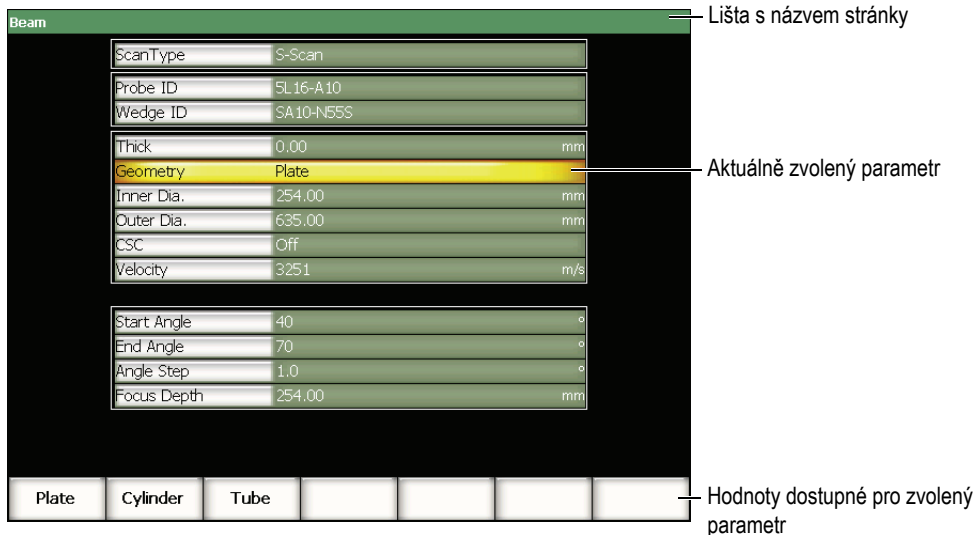 Beam
Lišta s názvem stránky
ScanType S-Scan
Probe ID 5L16-A10
Wedge ID SA10-N55S
Thick 0.00 mm
Geometry Plate
Aktuálně zvolený parametr
Inner Dia. 254.00 mm
Outer Dia. 635.00 mm
CSC Off
Velocity 3251 m/s
Start Angle 40 °
End Angle 70 °
Angle Step 1.0 °
Focus Depth 254.00 mm
Plate Cylinder Tube
Hodnoty dostupné pro zvolený
parametr